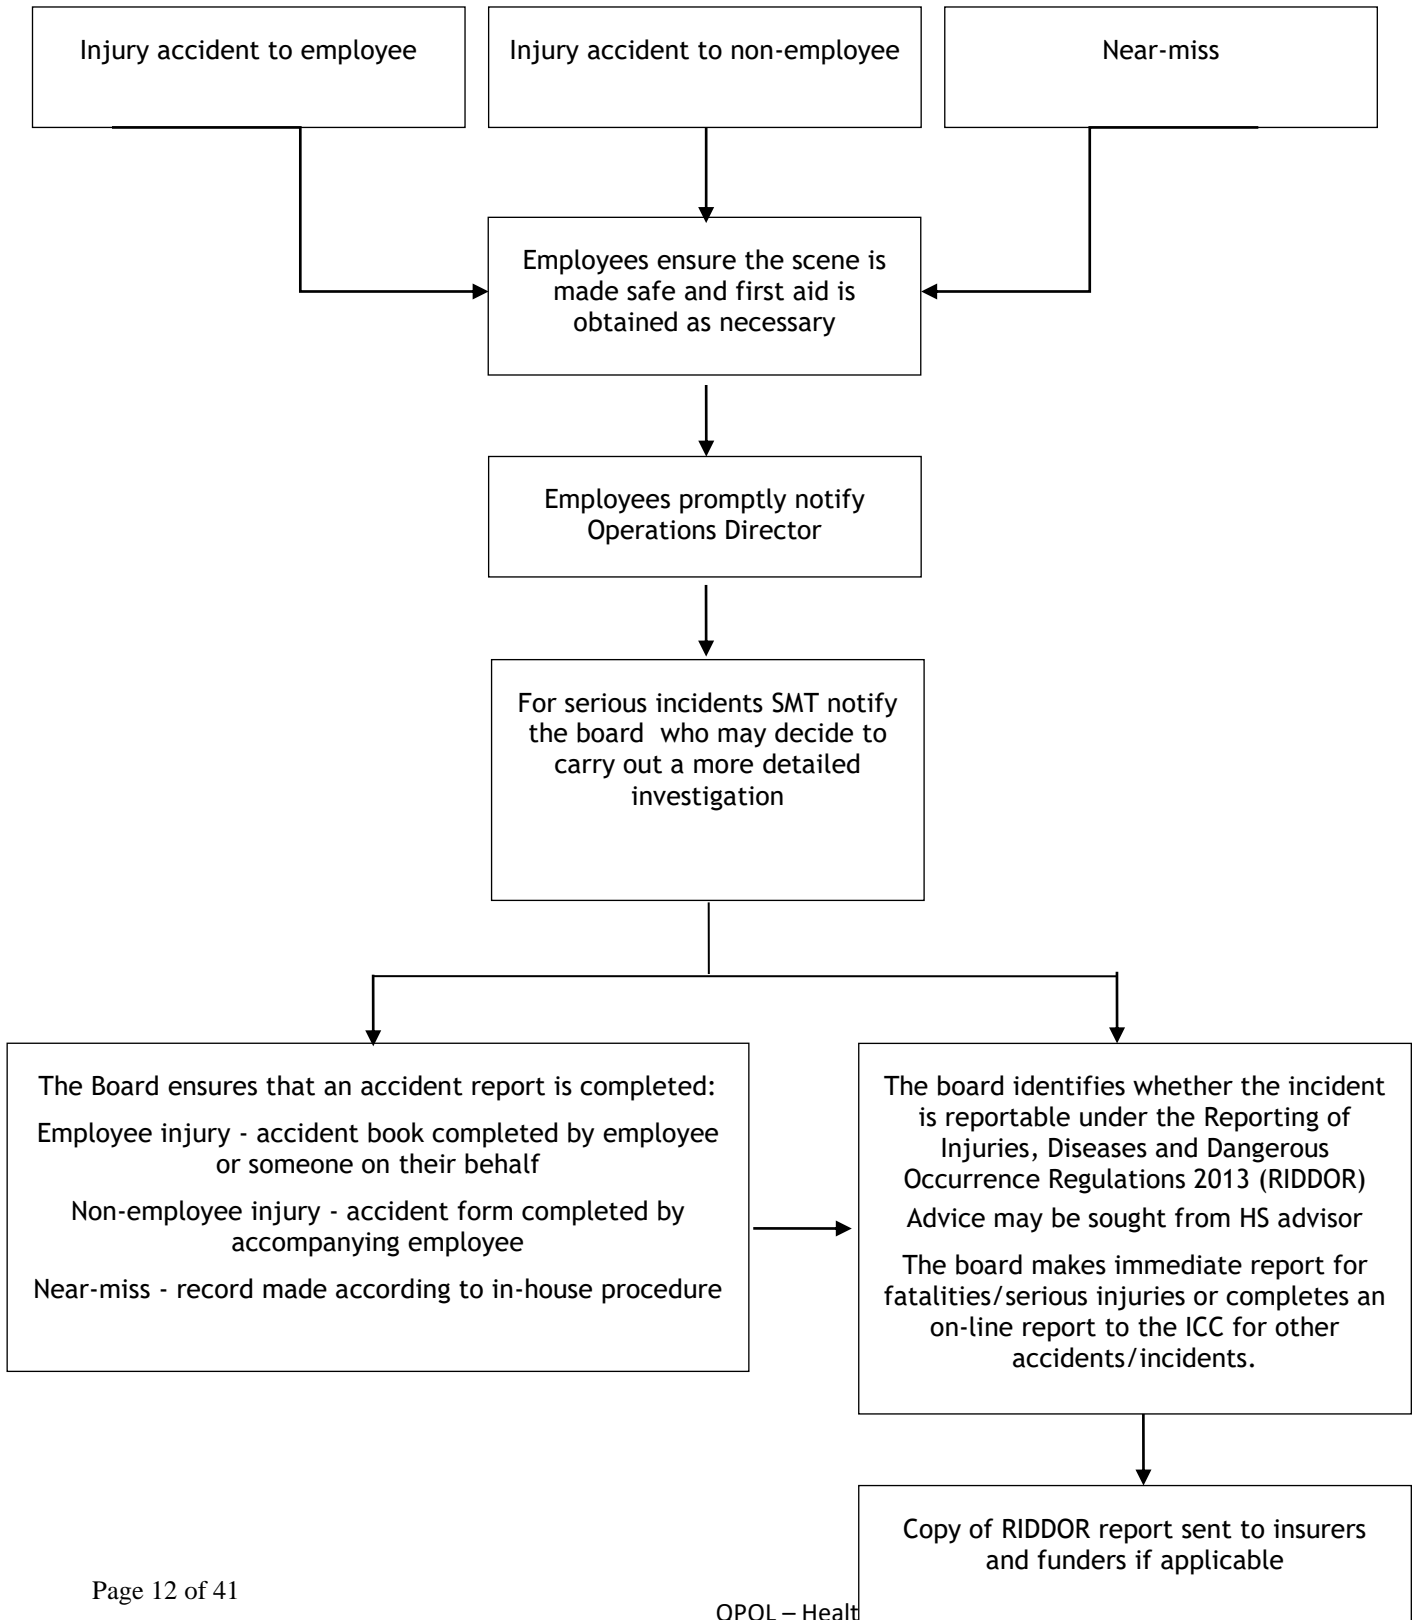 Injury accident to employee
Injury accident to non-employee
Near-miss
Employees ensure the scene is
made safe and first aid is
obtained as necessary
Employees promptly notify
Operations Director
For serious incidents SMT notify
the board  who may decide to
carry out a more detailed
investigation
The Board ensures that an accident report is completed:
Employee injury - accident book completed by employee
or someone on their behalf
Non-employee injury - accident form completed by
accompanying employee
Near-miss - record made according to in-house procedure
The board identifies whether the incident
is reportable under the Reporting of
Injuries, Diseases and Dangerous
Occurrence Regulations 2013 (RIDDOR)
Advice may be sought from HS advisor
The board makes immediate report for
fatalities/serious injuries or completes an
on-line report to the ICC for other
accidents/incidents.
Copy of RIDDOR report sent to insurers
and funders if applicable
Page 12 of 41
OPOL – Healt